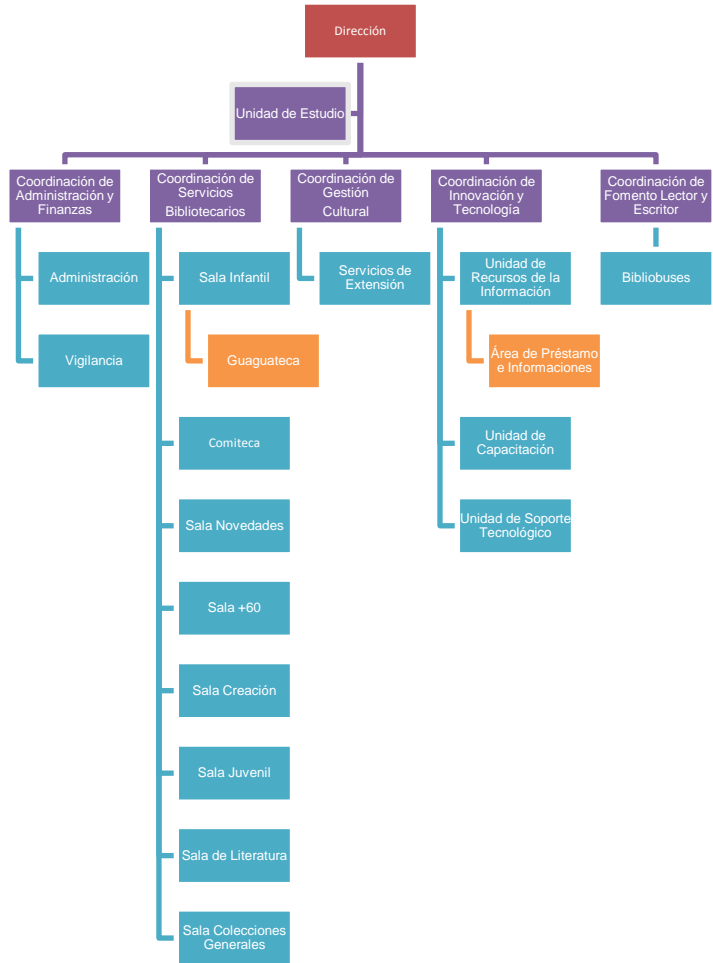 Dirección
Unidad de Estudio
Coordinación de
Administración y
Finanzas
Coordinación de
Servicios
Bibliotecarios
Coordinación de
Gestión
Cultural
Coordinación de
Innovación y
Tecnología
Coordinación de
Fomento Lector y
Escritor
Administración
Vigilancia
Sala Infantil
Guaguateca
Comiteca
Sala Novedades
Sala +60
Sala Creación
Sala Juvenil
Sala de Literatura
Sala Colecciones
Generales
Servicios de
Extensión
Unidad de
Recursos de la
Información
Área de Préstamo
e Informaciones
Unidad de
Capacitación
Unidad de Soporte
Tecnológico
Bibliobuses